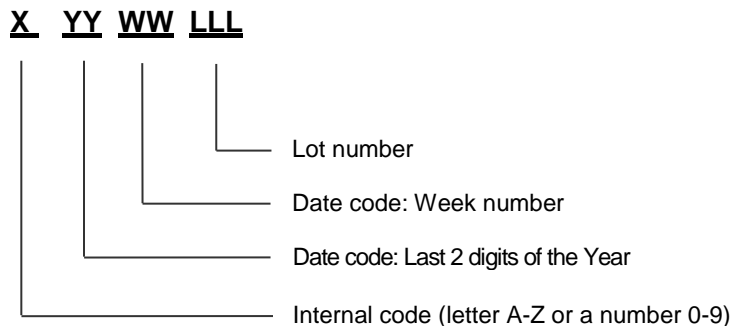 X YY WW LLL
Lot number
Date code: Week number
Date code: Last 2 digits of the Year
Internal code (letter A-Z or a number 0-9)